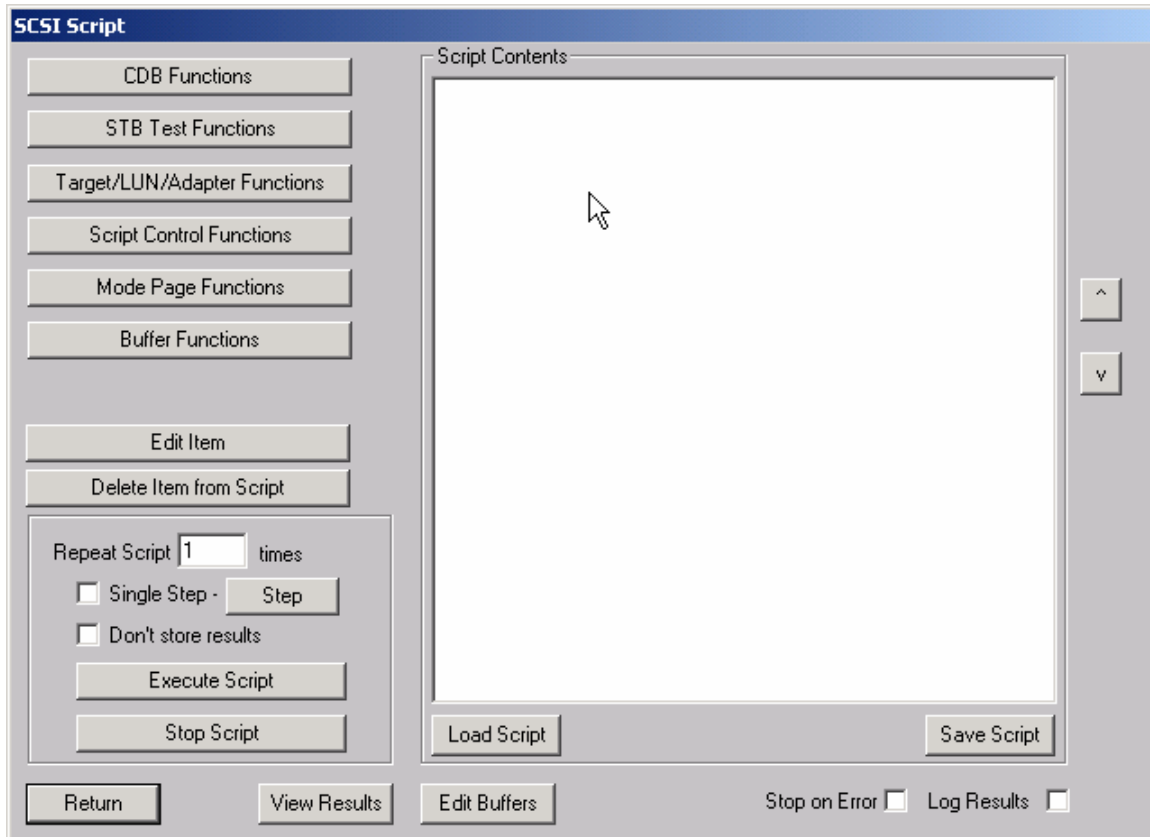 SCSI Script
CDB Functions
STB Test Functions
Target/LUN/Adapter Functions
Script Control Functions
Mode Page Functions
Buffer Functions
Edit Item
Delete Item from Script
Repeat Script 1 times
Single Step - Step
Don't store results
Execute Script
Stop Script
Script Contents
^
v
Load Script Save Script
Return View Results Edit Buffers Stop on Error Log Results